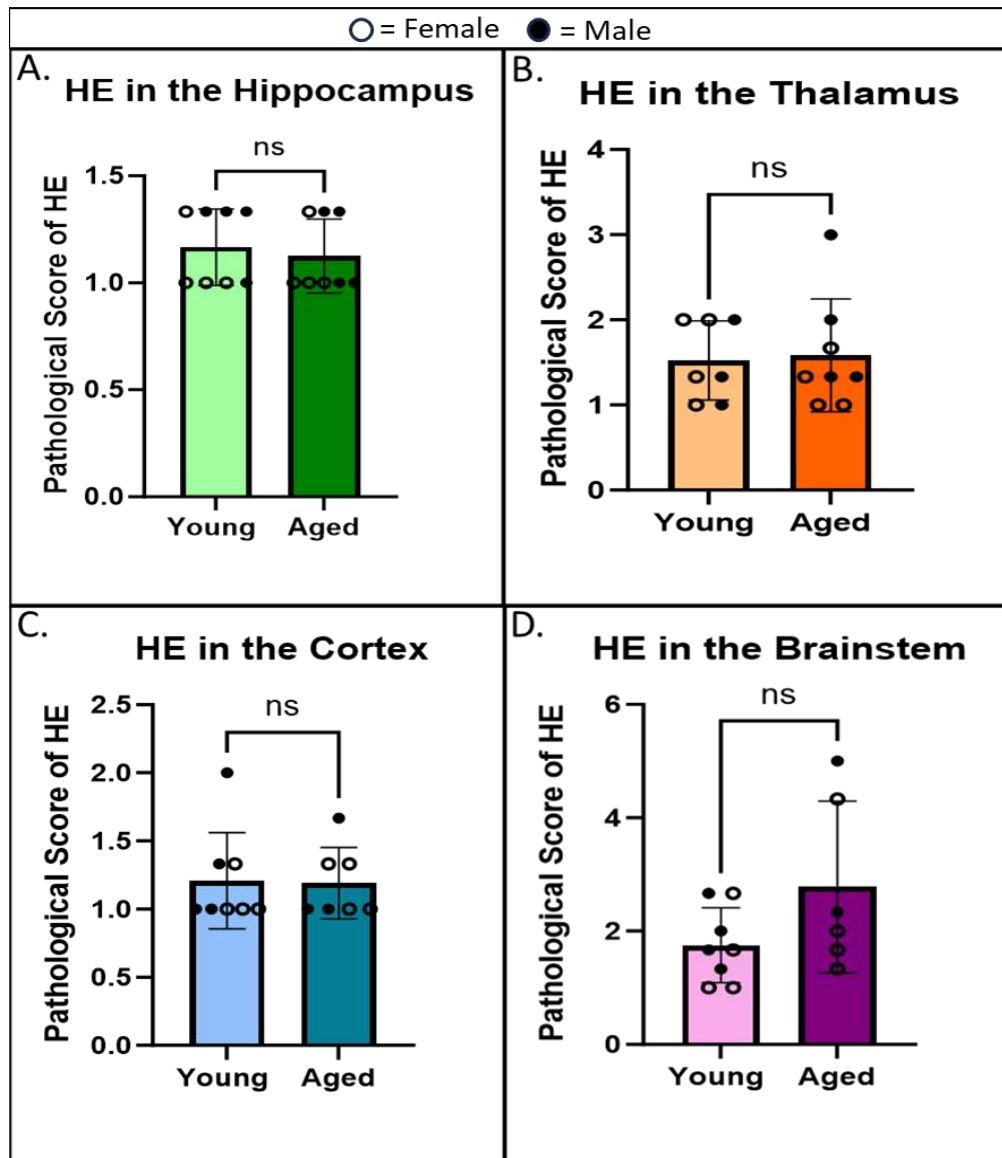 = Female = Male
A.
HE in the Hippocampus
ns
Pathological Score of HE
1.5
1.0
0.5
0.0
Young Aged
B.
HE in the Thalamus
ns
Pathological Score of HE
4
3
2
1
0
Young Aged
C.
HE in the Cortex
ns
Pathological Score of HE
2.5
2.0
1.5
1.0
0.5
0.0
Young Aged
D.
HE in the Brainstem
ns
Pathological Score of HE
6
4
2
0
Young Aged